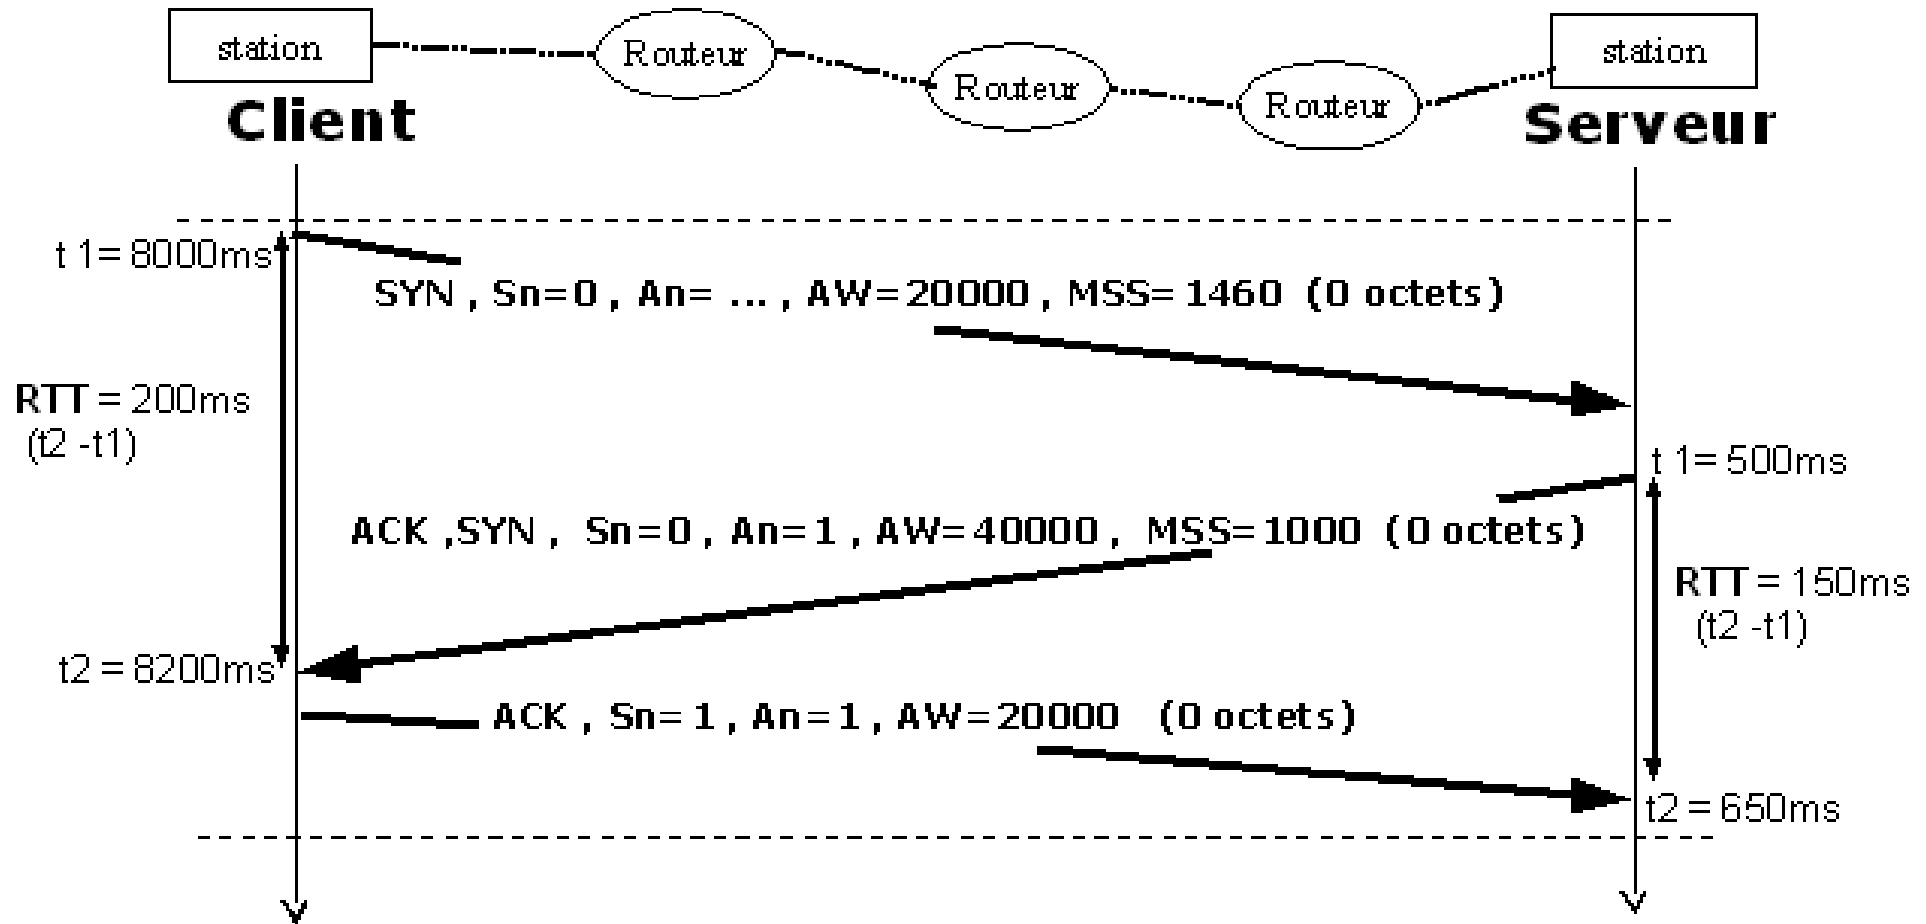 station
Routeur
Routeur
Routeur
station
Client
Serveur
t 1= 8000ms
SYN , Sn=0 , An= ... , AW=20000 , MSS= 1460 (0 octets)
RTT = 200ms
(t2 -t1)
t 1= 500ms
ACK ,SYN , Sn=0 , An=1 , AW=40000 , MSS=1000 (0 octets)
RTT = 150ms
(t2 -t1)
t2 = 8200ms
ACK , Sn= 1 , An=1 , AW=20000 (0 octets)
t2 = 650ms